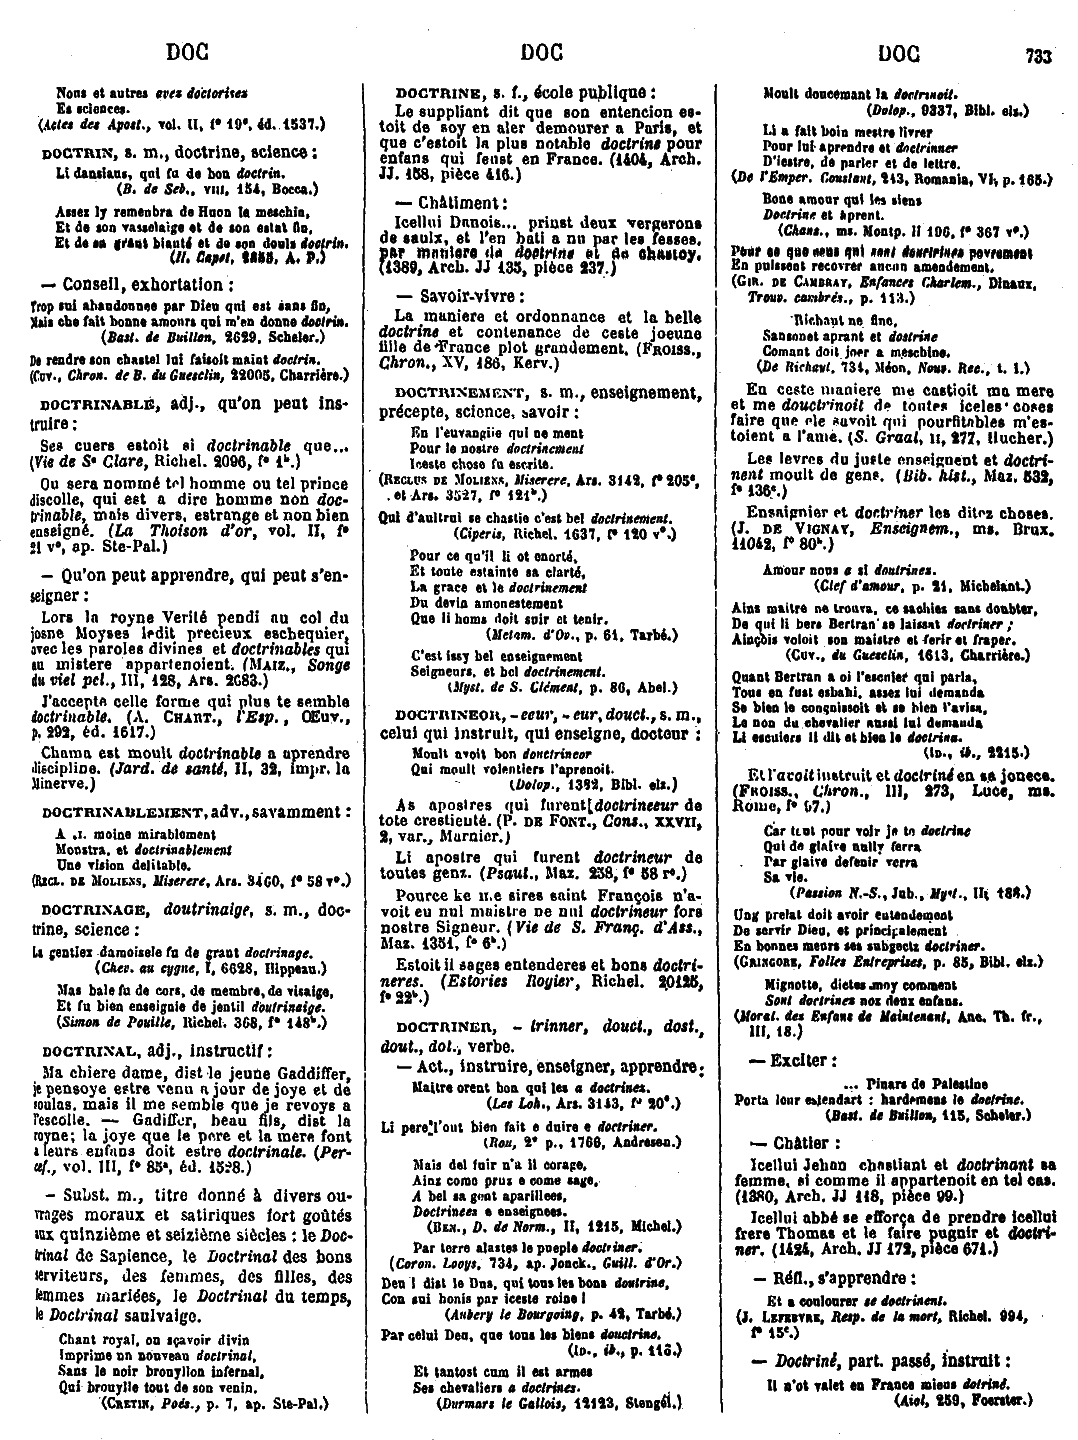 DOC
DOC
DOC 733
Nous et autres avez doctorisez
Es sciences.
(Actes des Apost., vol. II, f° 19ᵃ, éd. 1537.)
DOCTRIN, s. m., doctrine, science :
Li dansiaus, qui fu de bon doctrin.
(B. de Seb., VIII, 154, Bocca.)
Assez ly remenbra de Huon le meschin,
Et de son vasselaige et de son estat fin,
Et de sa grant biauté et de son douls doctrin.
(H. Capet, A. P.)
— Conseil, exhortation :
Trop sui abandonnee par Dieu qui est sans fin,
Mais che fait bonne amours qui m'en donne doctrin.
(Bast. de Buillon, 2629, Scheler.)
De rendre son chastel lui faisoit maint doctrin.
(Cuv., Chron. de B. du Guesclin, 22005, Charrière.)
DOCTRINABLE, adj., qu'on peut ins-
truire :
Ses cuers estoit si doctrinable que...
(Vie de Sᵉ Clare, Richel. 2096, f° 1ᵇ.)
Ou sera nommé tel homme ou tel prince
discolle, qui est a dire homme non doc-
trinable, mais divers, estrange et non bien
enseigné. (La Thoison d'or, vol. II, f°
21 v°, ap. Ste-Pal.)
— Qu'on peut apprendre, qui peut s'en-
seigner :
Lors la royne Verité pendi au col du
josne Moyses ledit precieux eschequier,
avec les paroles divines et doctrinables qui
au mistere appartenoient. (MAIZ., Songe
du viel pel., III, 128, Ars. 2683.)
J'accepte celle forme qui plus te semble
doctrinable. (A. CHART., l'Esp., Œuv.,
p. 292, éd. 1617.)
Chama est moult doctrinable a aprendre
discipline. (Jard. de santé, II, 32, impr. la
Minerve.)
DOCTRINABLEMENT, adv., savamment :
A .I. moine mirablement
Monstra, et doctrinablement
Une vision delitable.
(RECL. DE MOLIENS, Miserere, Ars. 3460, f° 58 v°.)
DOCTRINAGE, doutrinaige, s. m., doc-
trine, science :
La gentiez damoisele fu de grant doctrinage.
(Chev. au cygne, I, 6628, Hippeau.)
Mas bale fu de cors, de membre, de visaige,
Et fu bien enseignie de jentil doutrinaige.
(Simon de Pouille, Richel. 368, f° 148ᵇ.)
DOCTRINAL, adj., instructif :
Ma chiere dame, dist le jeune Gaddiffer,
je pensoye estre venu a jour de joye et de
soulas, mais il me semble que je revoys a
l'escolle. — Gadiffer, beau fils, dist la
royne; la joye que le pere et la mere font
a leurs enfans doit estre doctrinale. (Per-
cef., vol. III, f° 85ᵃ, éd. 1528.)
— Subst. m., titre donné à divers ou-
vrages moraux et satiriques fort goûtés
aux quinzième et seizième siècles : le Doc-
trinal de Sapience, le Doctrinal des bons
serviteurs, des femmes, des filles, des
femmes mariées, le Doctrinal du temps,
le Doctrinal saulvaige.
Chant royal, ou sçavoir divin
Imprime un nouveau doctrinal,
Sans le noir brouyllon infernal,
Qui brouylle tout de son venin.
(CRETIN, Poés., p. 7, ap. Ste-Pal.)
DOCTRINE, s. f., école publique :
Le suppliant dit que son entencion es-
toit de soy en aler demourer a Paris, et
que c'estoit la plus notable doctrine pour
enfans qui feust en France. (1404, Arch.
JJ. 158, pièce 416.)
— Châtiment :
Icellui Danois... prinst deux vergerons
de saulx, et l'en bati a nu par les fesses,
par maniere de doctrine et de chastoy.
(1389, Arch. JJ 135, pièce 237.)
— Savoir-vivre :
La maniere et ordonnance et la belle
doctrine et contenance de ceste joeune
fille de France plot grandement. (FROISS.,
Chron., XV, 186, Kerv.)
DOCTRINEMENT, s. m., enseignement,
précepte, science, savoir :
En l'euvangile qui ne ment
Pour le nostre doctrinement
Iceste chose fu escrite.
(RECLUS DE MOLIENS, Miserere, Ars. 3142, f° 205ᵉ,
et Ars. 3527, f° 121ᵇ.)
Qui d'aultrui se chastie c'est bel doctrinement.
(Ciperis, Richel. 1637, f° 120 v°.)
Pour ce qu'il li ot enorté,
Et toute estainte sa clarté,
La grace et le doctrinement
Du devin amonestement
Que li homs doit suir et tenir.
(Metam. d'Ov., p. 61, Tarbé.)
C'est issy bel enseignement
Seigneurs, et bel doctrinement.
(Myst. de S. Clément, p. 86, Abel.)
DOCTRINEOR, - eeur, - eur, douct., s. m.,
celui qui instruit, qui enseigne, docteur :
Moult avoit bon douctrineor
Qui moult volentiers l'aprenoit.
(Dolop., 1392, Bibl. elz.)
As apostres qui furent doctrineeur de
tote crestienté. (P. DE FONT., Cons., XXVII,
2, var., Marnier.)
Li apostre qui furent doctrineur de
toutes genz. (Psaut., Maz. 258, f° 58 r°.)
Pource ke n.e sires saint François n'a-
voit eu nul maistre ne nul doctrineur fors
nostre Signeur. (Vie de S. Franç. d'Ass.,
Maz. 1351, f° 6ᵇ.)
Estoit il sages entenderes et bons doctri-
neres. (Estories Rogier, Richel. 20125,
f° 22ᵇ.)
DOCTRINER, - trinner, douct., dost.,
dout., dot., verbe.
— Act., instruire, enseigner, apprendre :
Maitre orent bon qui les a doctrinez.
(Les Loh., Ars. 3143, f° 20ᵉ.)
Li pere l'out bien fait e duire e doctriner.
(Rou, 2ᵉ p., 1766, Andresen.)
Mais del fuir n'a il corage,
Ainz come pruz e come sage,
A bel sa gent aparillees,
Doctrinees e enseignees.
(BEN., D. de Norm., II, 1215, Michel.)
Par terre alastes le pueple doctriner.
(Coron. Looys, 734, ap. Jonck., Guill. d'Or.)
Den ! dist le Dus, qui tous les bons doutrine,
Con sui honis par iceste roine !
(Aubery le Bourgoing, p. 42, Tarbé.)
Par celui Deu, que tous les biens douctrine.
(ID., ib., p. 118.)
Et tantost cum il est armes
Ses chevaliers a doctrines.
(Durmars le Gallois, 12123, Stengel.)
Moult doucemant la doctrinoit.
(Dolop., 9337, Bibl. elz.)
Li a fait boin mestre livrer
Pour lui aprendre et doctrinner
D'iestre, de parler et de lettre.
(De l'Emper. Constant, 243, Romania, VI, p. 165.)
Bone amour qui les siens
Doctrine et aprent.
(Chans., ms. Montp. H 196, f° 367 v°.)
Pour ce que ceus qui sont doutrinés povrement
En puissent recovrer aucun amendement.
(GIR. DE CAMBRAY, Enfances Charlem., Dinaux,
Trouv. cambrés., p. 113.)
Richaut ne fine,
Sansonet aprant et dostrine
Comant doit joer a meschine.
(De Richaut, 734, Méon, Nouv. Rec., t. I.)
En ceste maniere me castioit ma mere
et me douctrinoit de toutes iceles coses
faire que ele savoit qui pourfitables m'es-
toient a l'ame. (S. Graal, II, 277, Hucher.)
Les levres du juste enseignent et doctri-
nent moult de gens. (Bib. hist., Maz. 532,
f° 136ᵉ.)
Ensaignier et doctriner les ditez choses.
(J. DE VIGNAY, Enseignem., ms. Brux.
11042, f° 80ᵇ.)
Amour nous a si doutrinez.
(Clef d'amour, p. 21, Michelant.)
Ains maitre ne trouva, ce sachies sans doubter,
De qui li bers Bertran se laissat doctriner ;
Ainçois voloit son maistre et ferir et fraper.
(CUV., du Guesclin, 1613, Charrière.)
Quant Bertran a oi l'escuier qui parla,
Tous en fust esbahi, assez lui demanda
Se bien le congnissoit et se bien l'avisa,
Le non du chevalier aussi lui demanda
Li escuiers li dit et bien le doctrina.
(ID., ib., 2215.)
Et l'avoit instruit et doctriné en sa jonece.
(FROISS., Chron., III, 273, Luce, ms.
Rome, f° 67.)
Car tout pour voir je te doctrine
Qui de glaive nully ferra
Par glaive defenir verra
Sa vie.
(Passion N.-S., Jub., Myst., II, 188.)
Ung prelat doit avoir entendement
De servir Dieu, et principalement
En bonnes meurs ses subgectz doctriner.
(GRINGORE, Folles Entreprises, p. 85, Bibl. elz.)
Mignotte, dictes moy comment
Sont doctrines noz deux enfans.
(Moral. des Enfans de Maintenant, Anc. Th. fr.,
III, 18.)
— Exciter :
... Pinars de Palestine
Porta lour estendart : hardemens le doctrine.
(Bast. de Buillon, 115, Scheler.)
— Châtier :
Icellui Jehan chastiant et doctrinant sa
femme, si comme il appartenoit en tel cas.
(1380, Arch. JJ 118, pièce 99.)
Icellui abbé se efforça de prendre icellui
frere Thomas et le faire pugnir et doctri-
ner. (1424, Arch. JJ 172, pièce 671.)
— Réfl., s'apprendre :
Et a coulourer se doctrinent.
(J. LEFEBVRE, Resp. de la mort, Richel. 994,
f° 15ᵉ.)
— Doctriné, part. passé, instruit :
Il n'ot valet en France mieus dotriné.
(Aiol, 259, Foerster.)